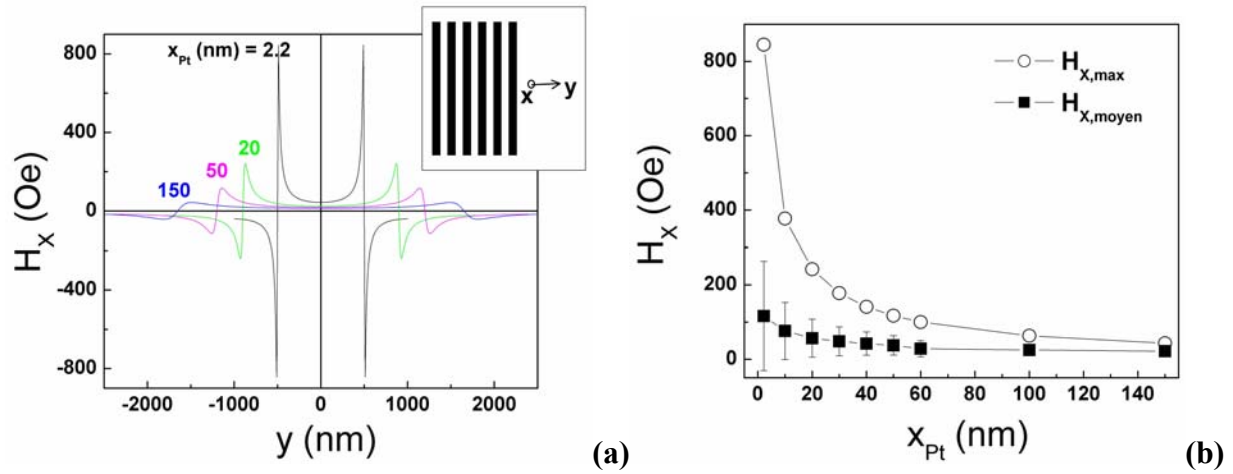 800
400
0
-400
-800
H_X (Oe)
x_Pt (nm) = 2.2
20
50
150
x y
-2000 -1000 0 1000 2000
y (nm)
(a)
800
600
400
200
0
H_X (Oe)
H_X,max
H_X,moyen
0 20 40 60 80 100 120 140
x_Pt (nm)
(b)